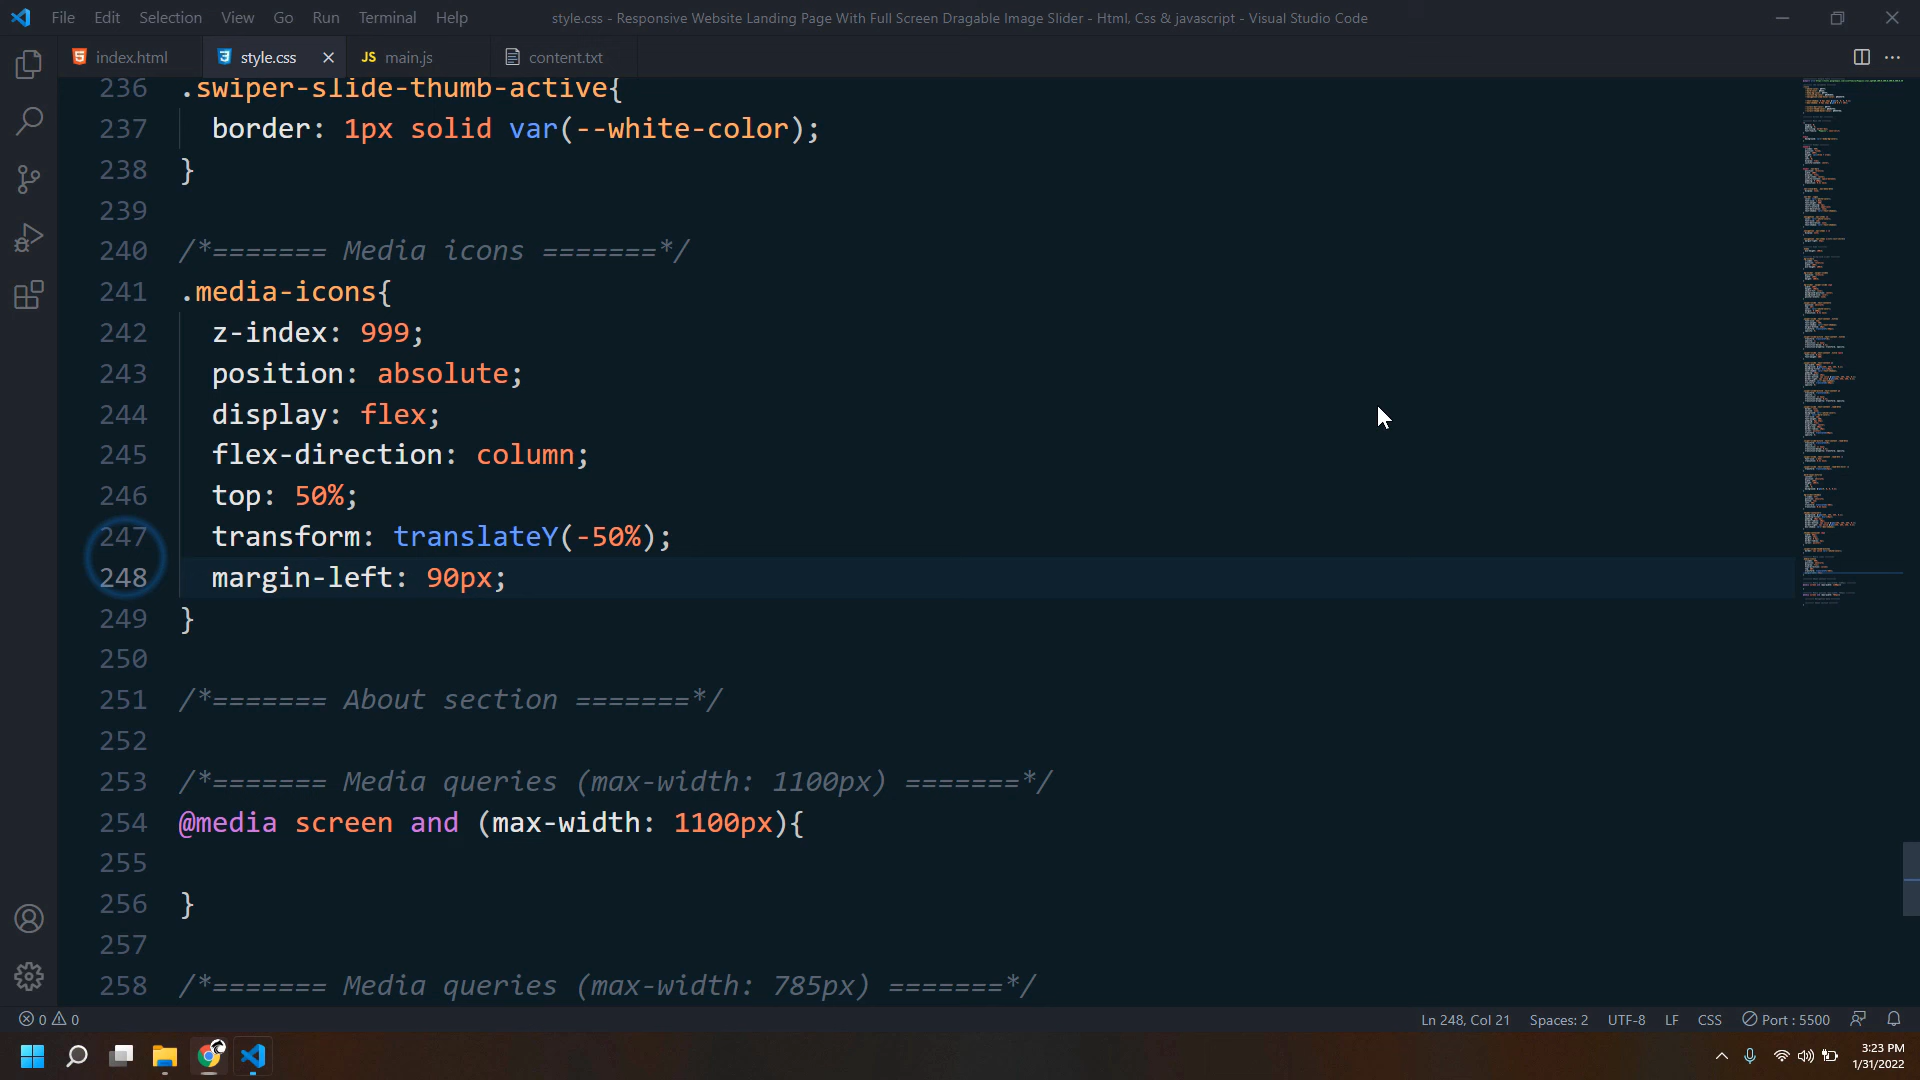 File Edit Selection View Go Run Terminal Help
style.css - Responsive Website Landing Page With Full Screen Dragable Image Slider - Html, Css & javascript - Visual Studio Code
index.html
style.css
JS main.js
content.txt
236 .swiper-slide-thumb-active{
237 border: 1px solid var(--white-color);
238 }
239
240 /*======= Media icons =======*/
241 .media-icons{
242 z-index: 999;
243 position: absolute;
244 display: flex;
245 flex-direction: column;
246 top: 50%;
247 transform: translateY(-50%);
248 margin-left: 90px;
249 }
250
251 /*======= About section =======*/
252
253 /*======= Media queries (max-width: 1100px) =======*/
254 @media screen and (max-width: 1100px){
255
256 }
257
258 /*======= Media queries (max-width: 785px) =======*/
0 0
Ln 248, Col 21 Spaces: 2 UTF-8 LF CSS Port : 5500
3:23 PM
1/31/2022